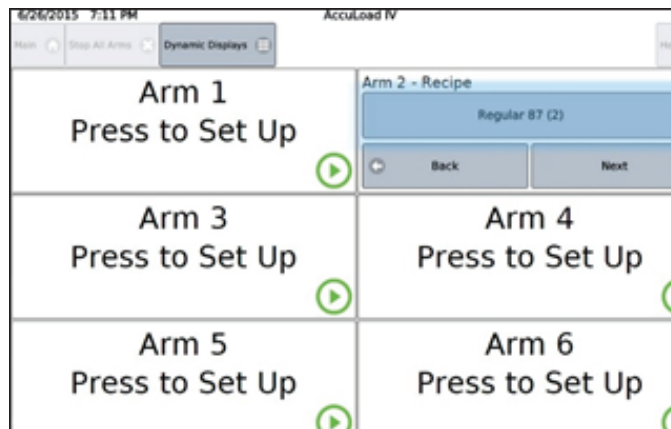 6/26/2015 7:11 PM AccuLoad IV
Main Stop All Arms Dynamic Displays
Arm 1
Press to Set Up
Arm 2 - Recipe
Regular 87 (2)
Back Next
Arm 3
Press to Set Up
Arm 4
Press to Set Up
Arm 5
Press to Set Up
Arm 6
Press to Set Up